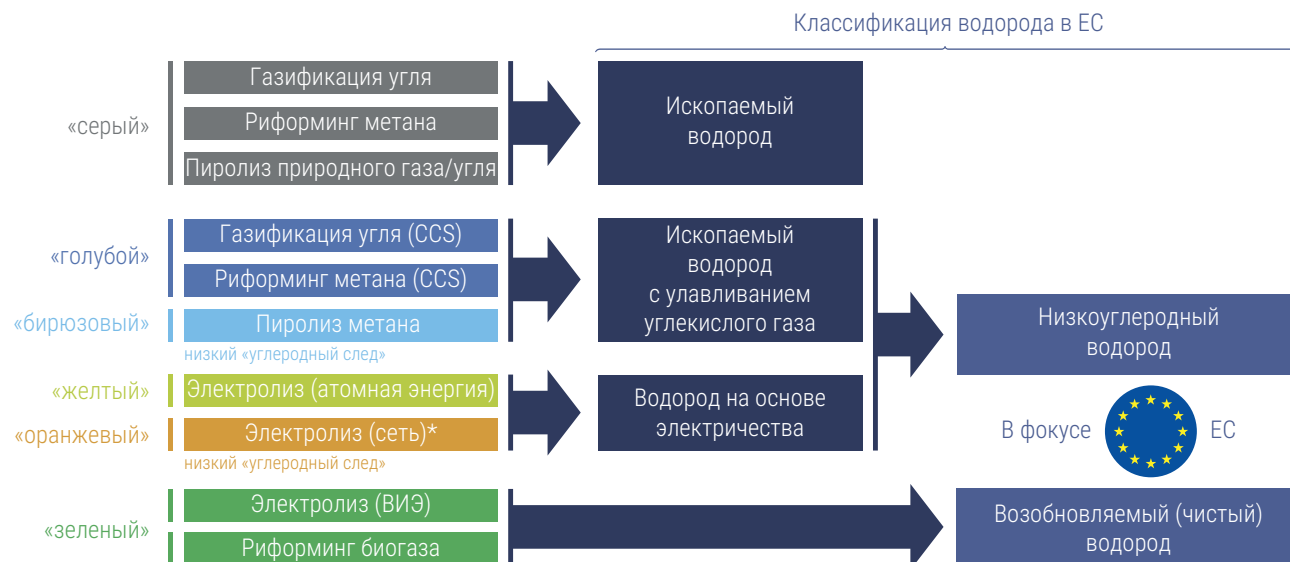 Классификация водорода в ЕС
«серый»
Газификация угля
Риформинг метана
Пиролиз природного газа/угля
Ископаемый
водород
«голубой»
Газификация угля (CCS)
Риформинг метана (CCS)
«бирюзовый»
Пиролиз метана
низкий «углеродный след»
Ископаемый
водород
с улавливанием
углекислого газа
«желтый»
Электролиз (атомная энергия)
«оранжевый»
Электролиз (сеть)*
низкий «углеродный след»
Водород на основе
электричества
Низкоуглеродный
водород
В фокусе ЕС
«зеленый»
Электролиз (ВИЭ)
Риформинг биогаза
Возобновляемый (чистый)
водород